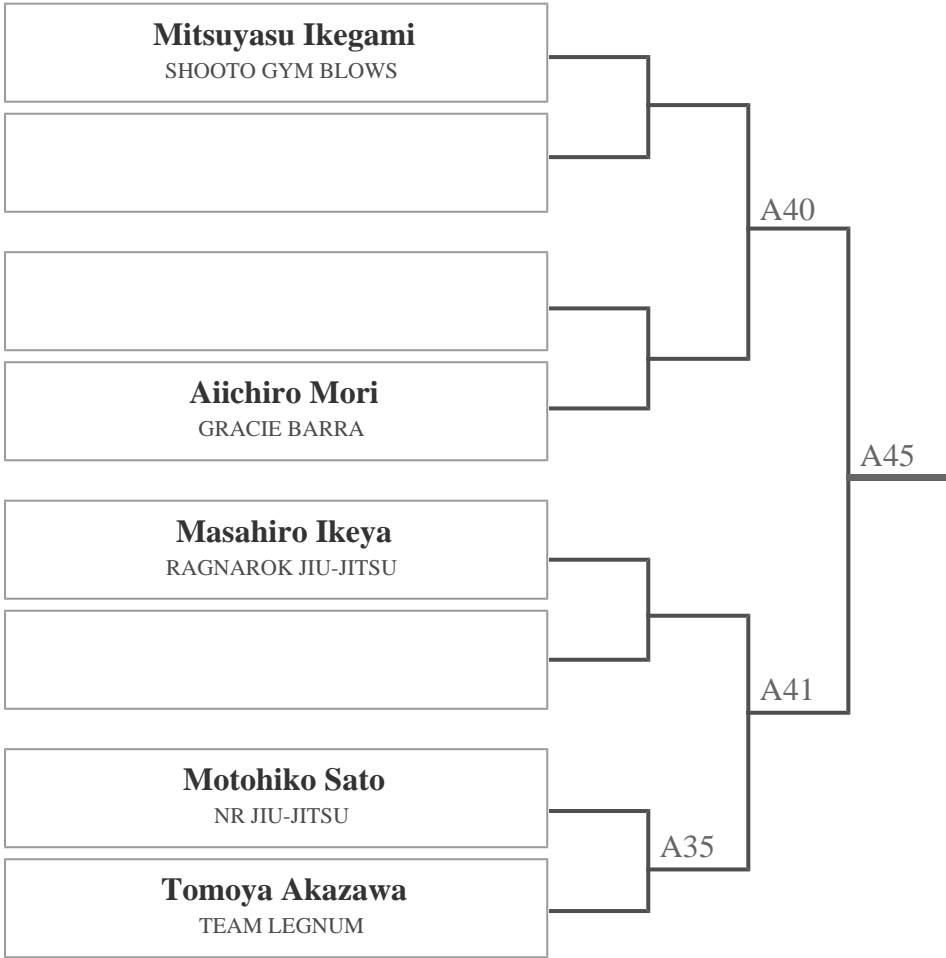 Mitsuyasu Ikegami
SHOOTO GYM BLOWS
A40
Aiichiro Mori
GRACIE BARRA
A45
Masahiro Ikeya
RAGNAROK JIU-JITSU
A41
Motohiko Sato
NR JIU-JITSU
A35
Tomoya Akazawa
TEAM LEGNUM